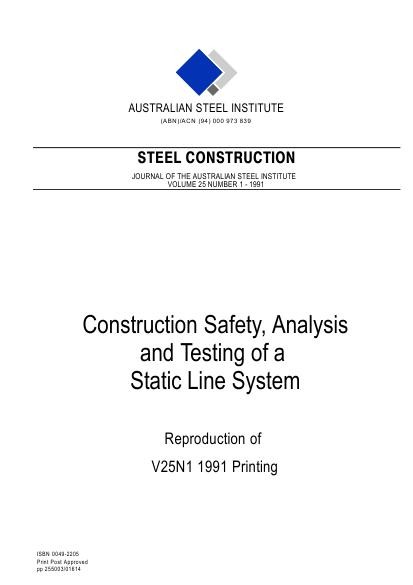 AUSTRALIAN STEEL INSTITUTE
(ABN)/ACN (94) 000 973 839
STEEL CONSTRUCTION
JOURNAL OF THE AUSTRALIAN STEEL INSTITUTE
VOLUME 25 NUMBER 1 - 1991
Construction Safety, Analysis
and Testing of a
Static Line System
Reproduction of
V25N1 1991 Printing
ISBN 0049-2205
Print Post Approved
pp 255003/01614